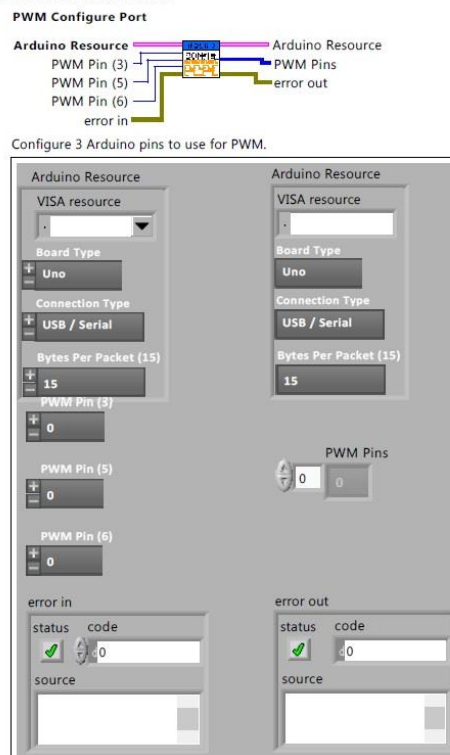 PWM Configure Port
Arduino Resource
PWM Pin (3)
PWM Pin (5)
PWM Pin (6)
error in
Arduino Resource
PWM Pins
error out
Configure 3 Arduino pins to use for PWM.
Arduino Resource
VISA resource
Board Type
Uno
Connection Type
USB / Serial
Bytes Per Packet (15)
15
PWM Pin (3)
0
PWM Pin (5)
0
PWM Pin (6)
0
error in
status code
0
source
Arduino Resource
VISA resource
Board Type
Uno
Connection Type
USB / Serial
Bytes Per Packet (15)
15
PWM Pins
0 0
error out
status code
0
source